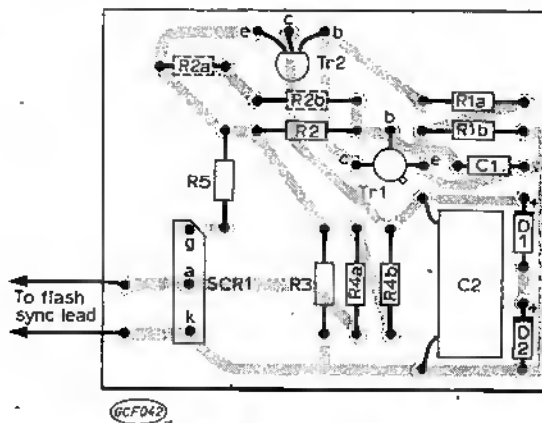 e
c
b
Tr2
R2a
R2b
R1a
R2
b
R1b
c
e
C1
R5
Tr1
g
D1
a
SCR1
R3
R4a
R4b
C2
To flash
sync lead
k
D2
GCF042